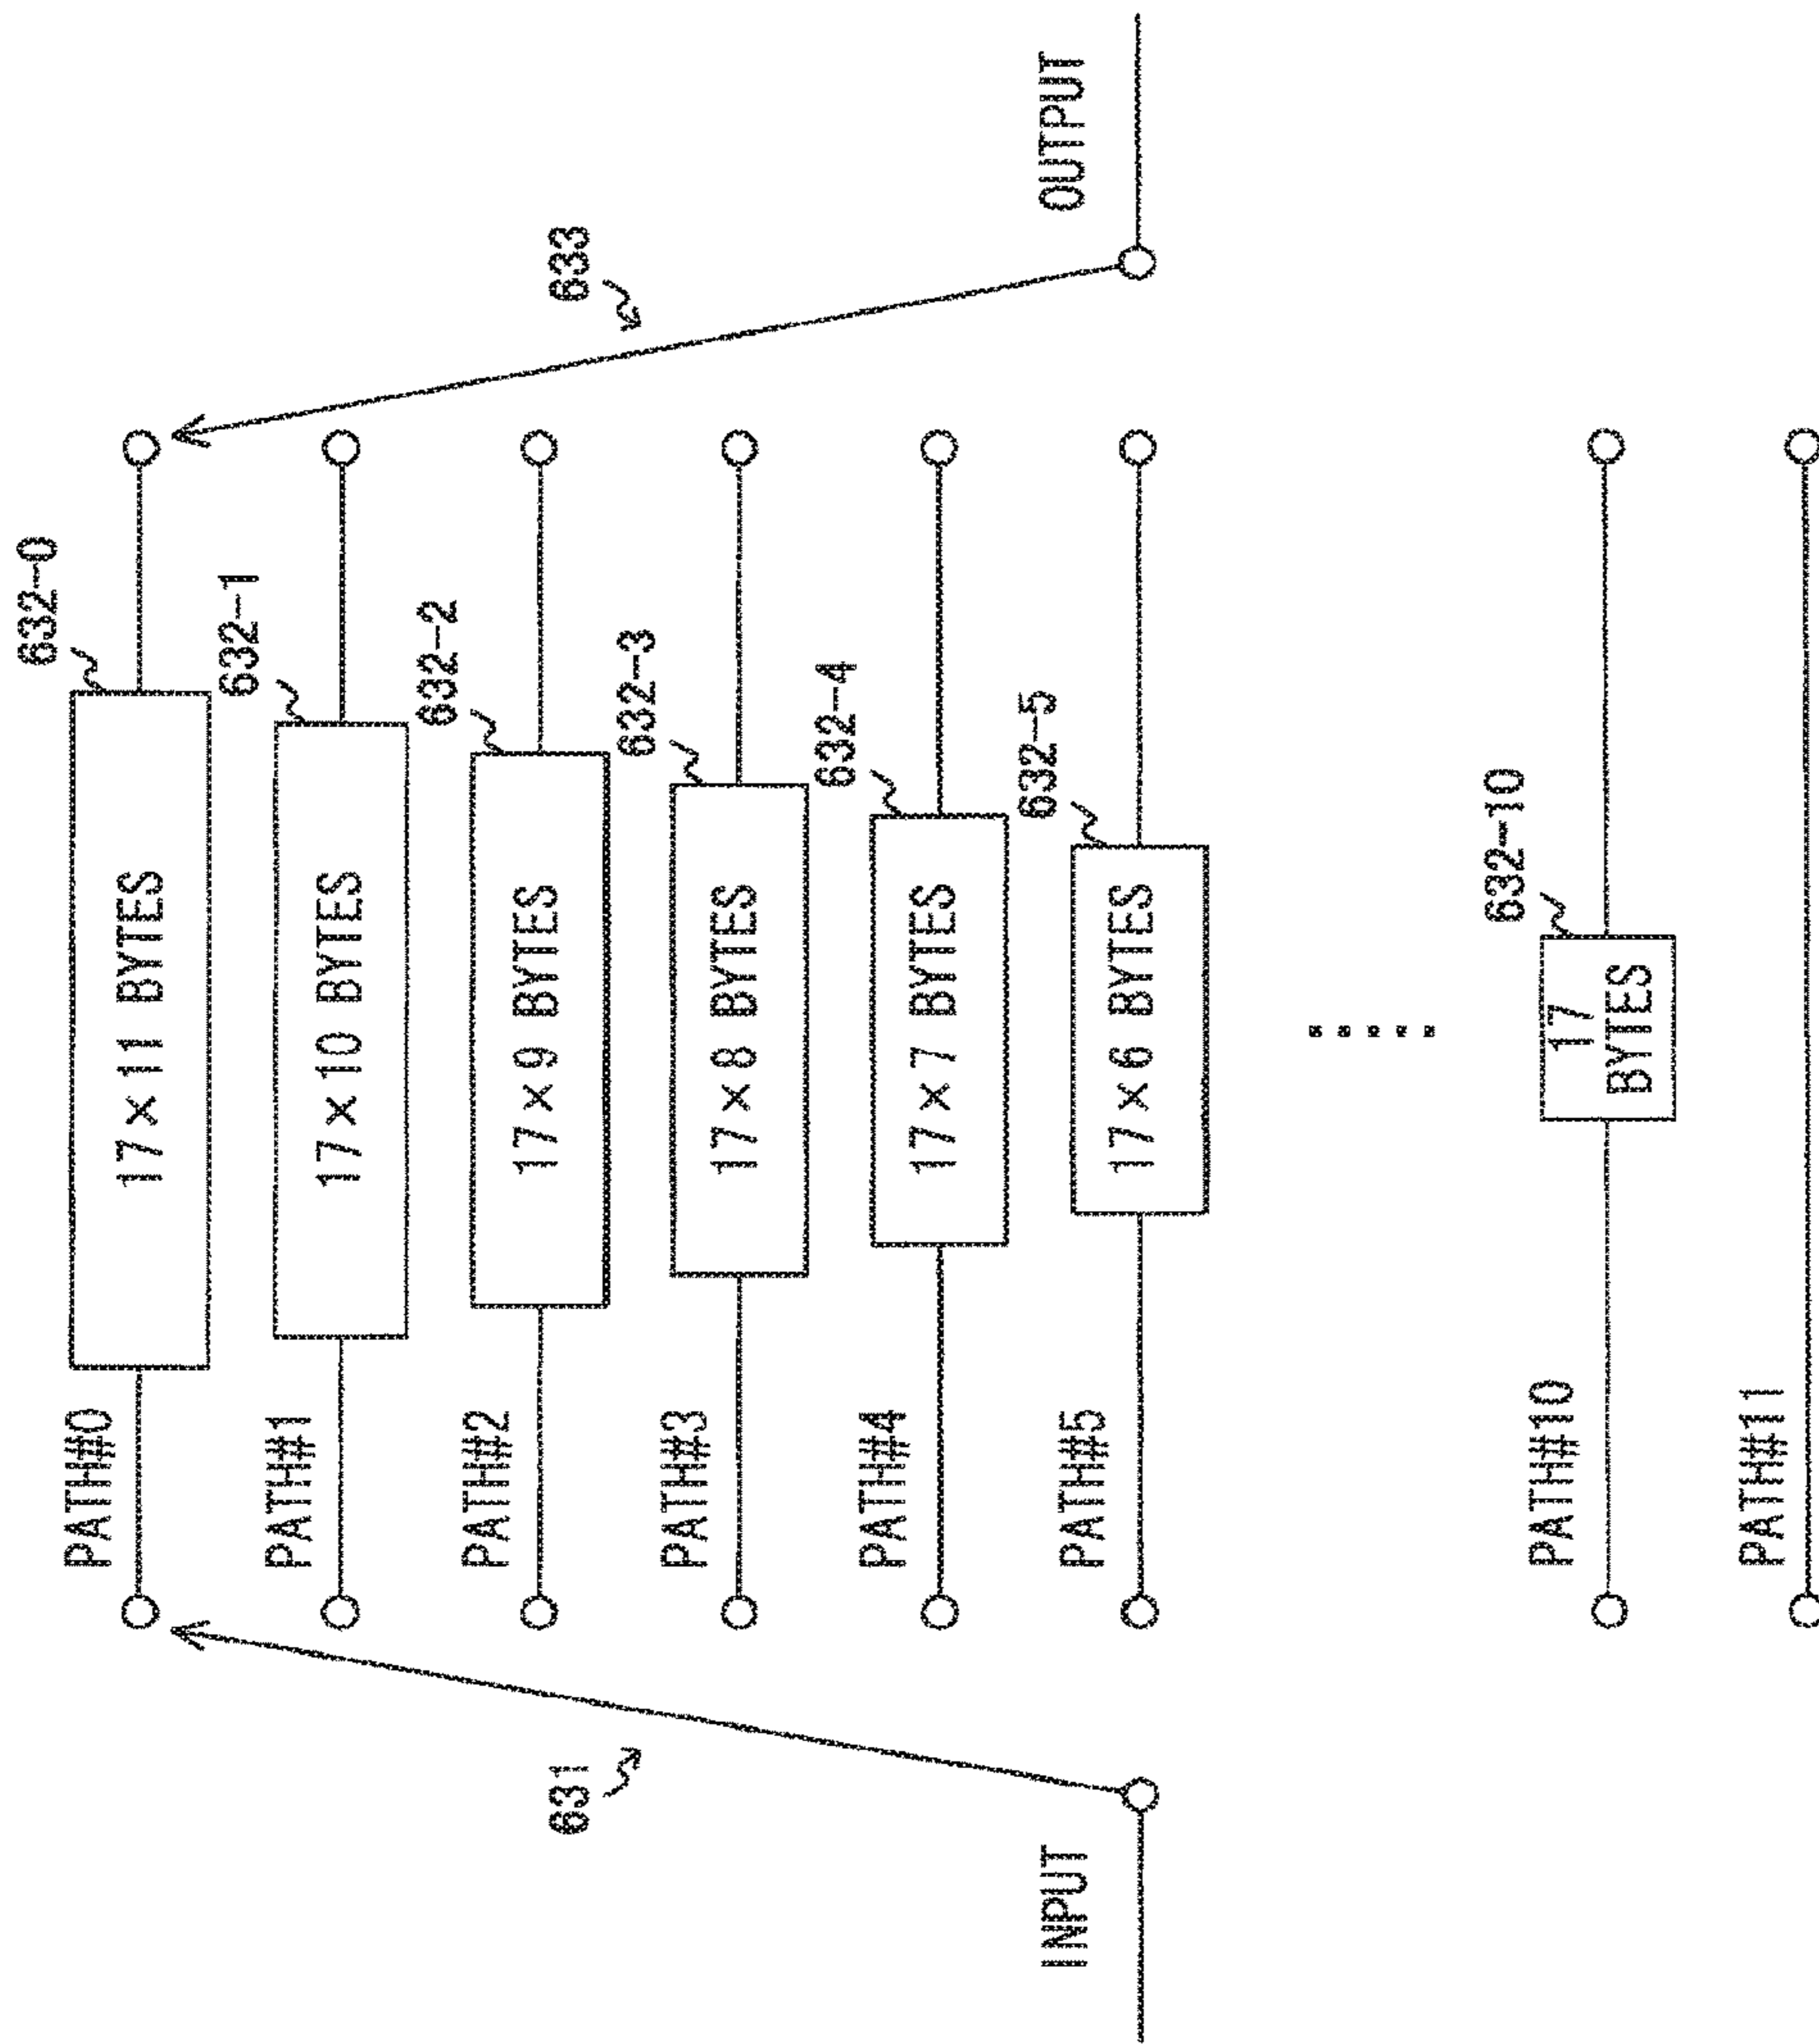 632-0
PATH#0
17×11 BYTES
632-1
PATH#1
17×10 BYTES
632-2
PATH#2
17×9 BYTES
632-3
PATH#3
17×8 BYTES
632-4
PATH#4
17×7 BYTES
632-5
PATH#5
17×6 BYTES
631
633
INPUT
OUTPUT
.....
632-10
PATH#10
17
BYTES
PATH#11